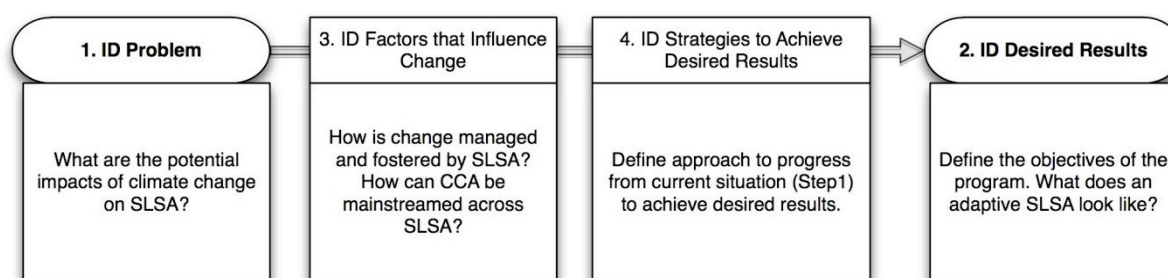 1. ID Problem
What are the potential
impacts of climate change
on SLSA?
3. ID Factors that Influence
Change
How is change managed
and fostered by SLSA?
How can CCA be
mainstreamed across
SLSA?
4. ID Strategies to Achieve
Desired Results
Define approach to progress
from current situation (Step1)
to achieve desired results.
2. ID Desired Results
Define the objectives of the
program. What does an
adaptive SLSA look like?